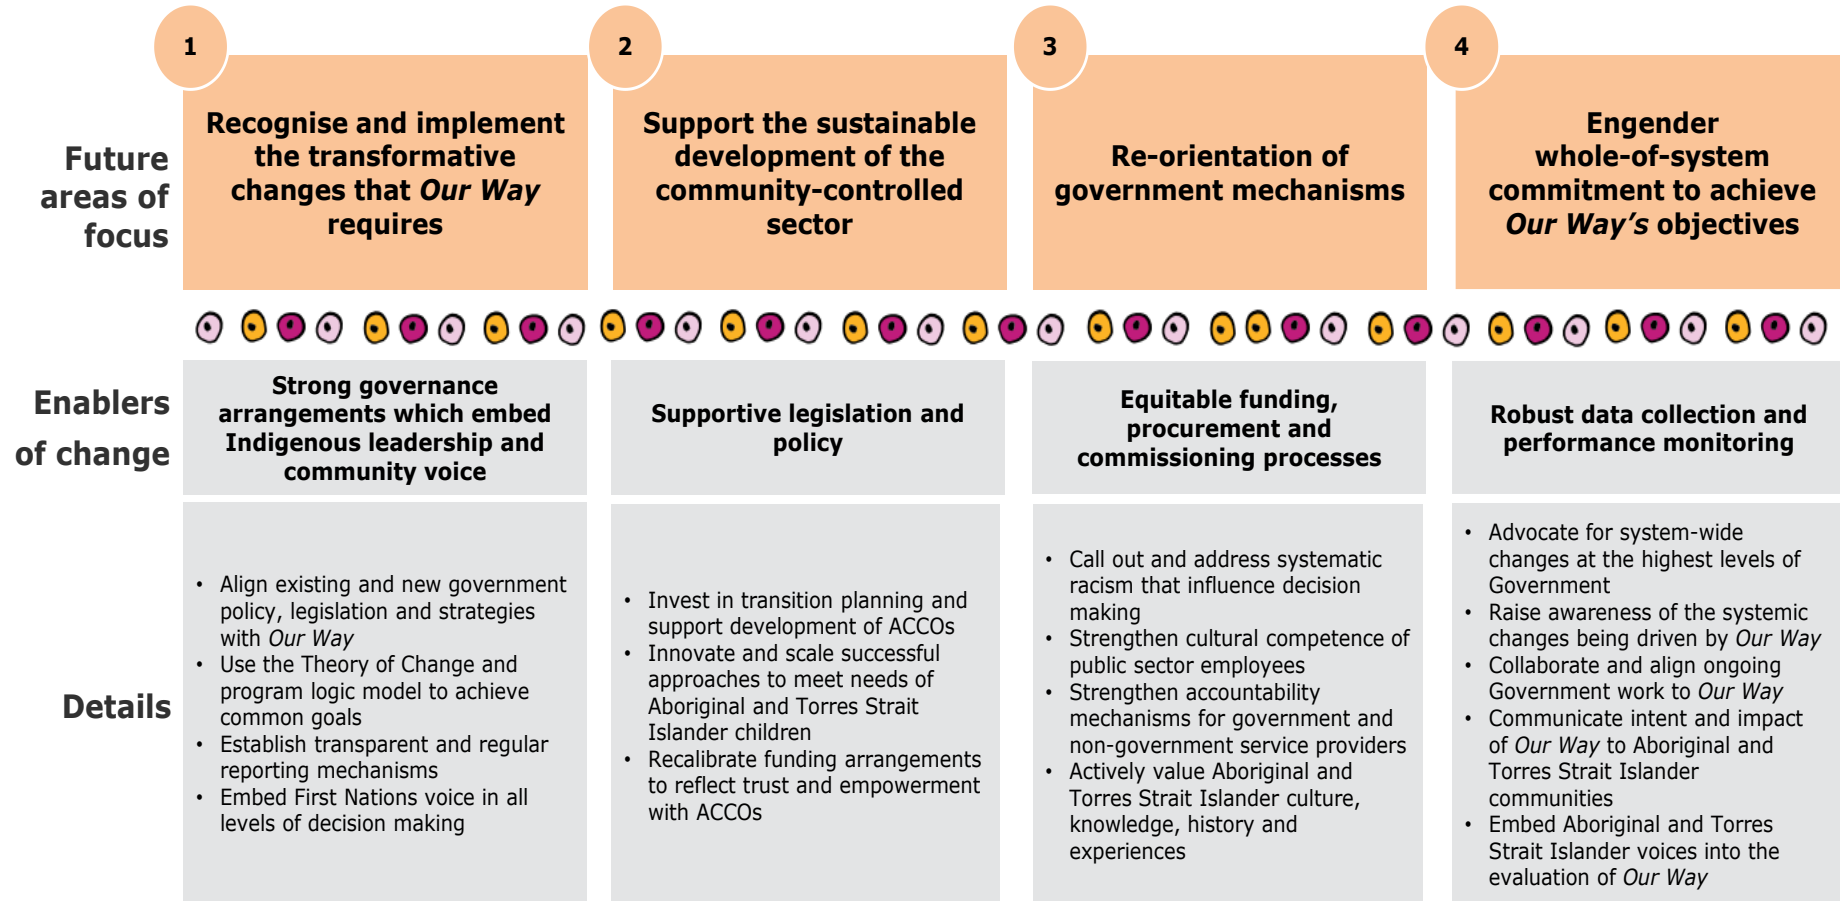 1
2
3
4
Future
areas of
focus
Recognise and implement
the transformative
changes that Our Way
requires
Support the sustainable
development of the
community-controlled
sector
Re-orientation of
government mechanisms
Engender
whole-of-system
commitment to achieve
Our Way’s objectives
Enablers
of change
Strong governance
arrangements which embed
Indigenous leadership and
community voice
Supportive legislation and
policy
Equitable funding,
procurement and
commissioning processes
Robust data collection and
performance monitoring
Details
• Align existing and new government
policy, legislation and strategies
with Our Way
• Use the Theory of Change and
program logic model to achieve
common goals
• Establish transparent and regular
reporting mechanisms
• Embed First Nations voice in all
levels of decision making
• Invest in transition planning and
support development of ACCOs
• Innovate and scale successful
approaches to meet needs of
Aboriginal and Torres Strait
Islander children
• Recalibrate funding arrangements
to reflect trust and empowerment
with ACCOs
• Call out and address systematic
racism that influence decision
making
• Strengthen cultural competence of
public sector employees
• Strengthen accountability
mechanisms for government and
non-government service providers
• Actively value Aboriginal and
Torres Strait Islander culture,
knowledge, history and
experiences
• Advocate for system-wide
changes at the highest levels of
Government
• Raise awareness of the systemic
changes being driven by Our Way
• Collaborate and align ongoing
Government work to Our Way
• Communicate intent and impact
of Our Way to Aboriginal and
Torres Strait Islander
communities
• Embed Aboriginal and Torres
Strait Islander voices into the
evaluation of Our Way